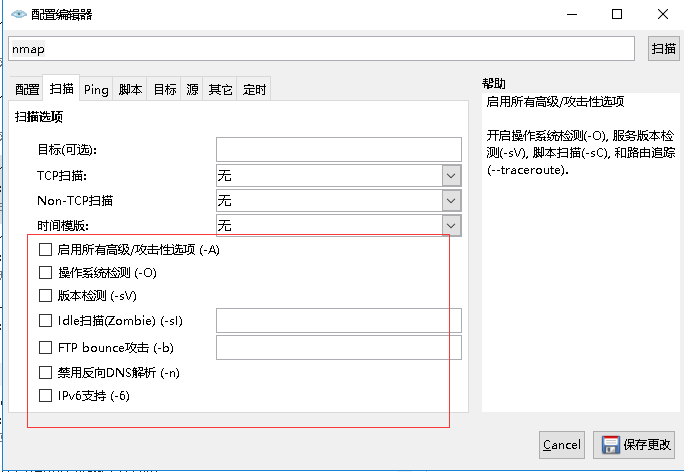 配置编辑器
nmap
扫描
配置 扫描 Ping 脚本 目标 源 其它 定时
扫描选项
目标(可选):
TCP扫描: 无
Non-TCP扫描 无
时间模版: 无
启用所有高级/攻击性选项 (-A)
操作系统检测 (-O)
版本检测 (-sV)
Idle扫描(Zombie) (-sI)
FTP bounce攻击 (-b)
禁用反向DNS解析 (-n)
IPv6支持 (-6)
帮助
启用所有高级/攻击性选项
开启操作系统检测(-O), 服务版本检
测(-sV), 脚本扫描(-sC), 和路由追踪
(--traceroute).
Cancel
保存更改